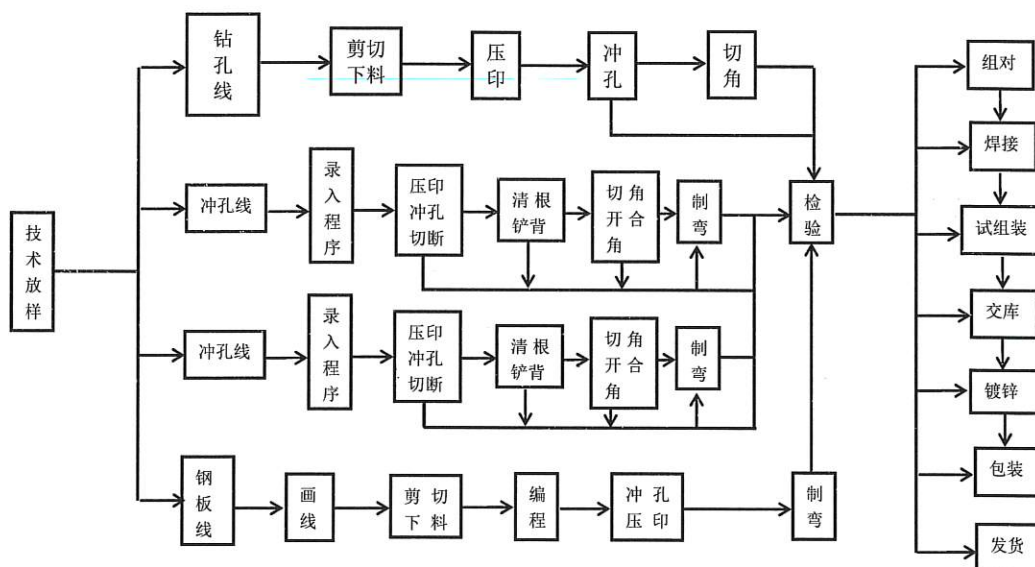 技术放样
钻孔线
剪切
下料
压印
冲孔
切角
冲孔线
录入程序
压印
冲孔
切断
清根
铲背
切角
开合
角
制弯
检验
冲孔线
录入程序
压印
冲孔
切断
清根
铲背
切角
开合
角
制弯
钢板线
画线
剪切
下料
编程
冲孔
压印
制弯
组对
焊接
试组装
交库
镀锌
包装
发货